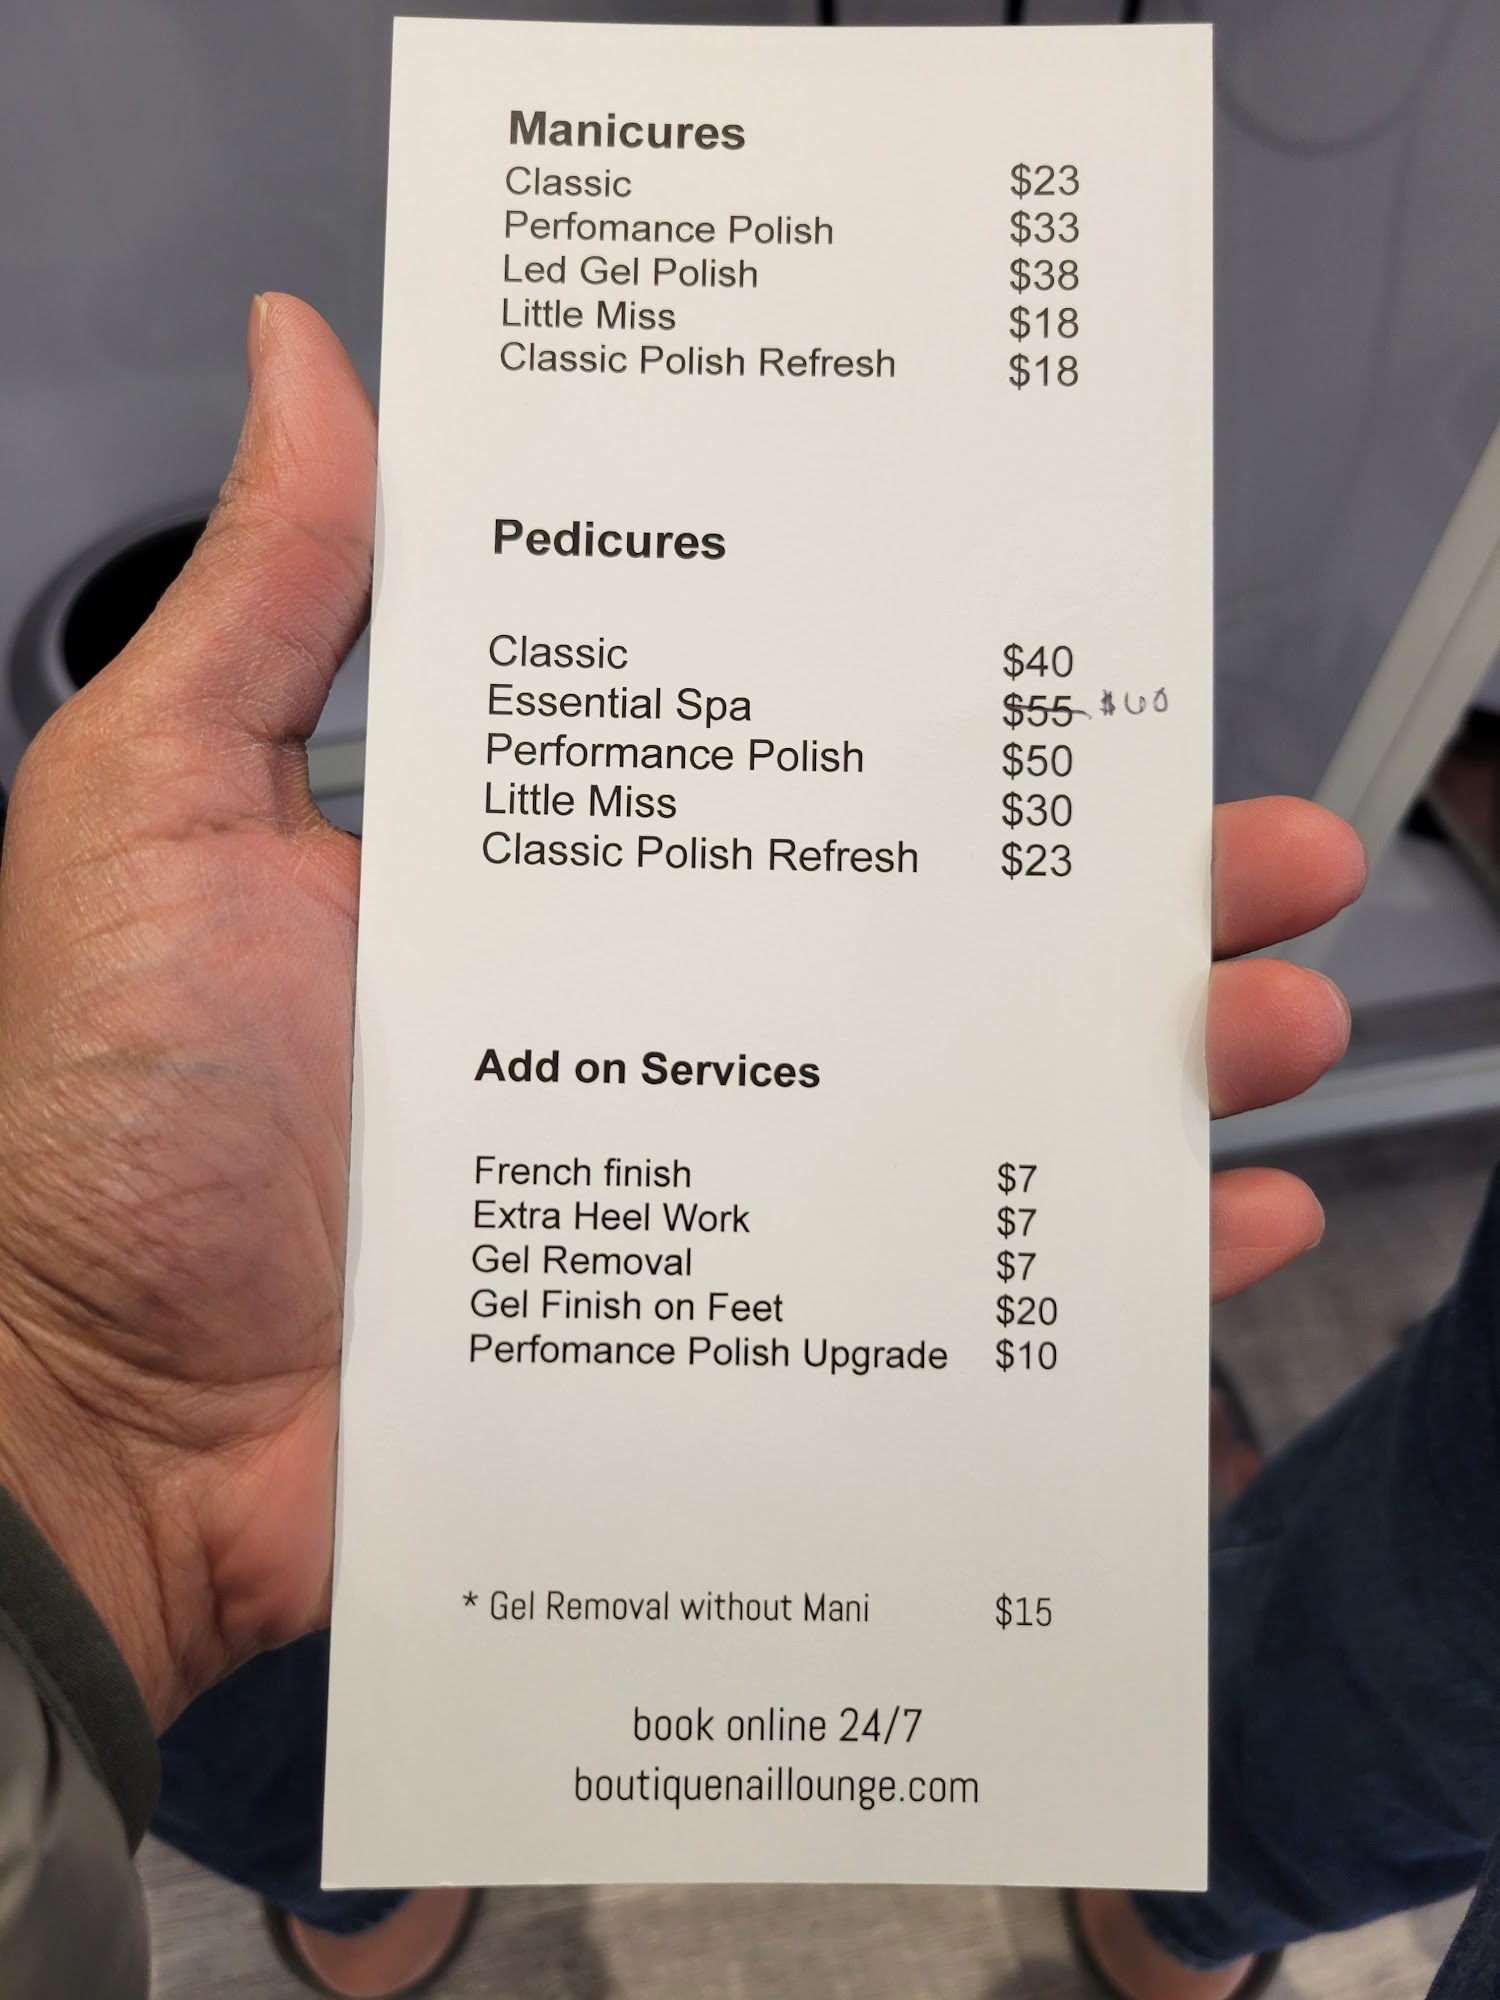 Manicures
Classic $23
Perfomance Polish $33
Led Gel Polish $38
Little Miss $18
Classic Polish Refresh $18
Pedicures
Classic $40
Essential Spa $55 $60
Performance Polish $50
Little Miss $30
Classic Polish Refresh $23
Add on Services
French finish $7
Extra Heel Work $7
Gel Removal $7
Gel Finish on Feet $20
Perfomance Polish Upgrade $10
* Gel Removal without Mani $15
book online 24/7
boutiquenaillounge.com